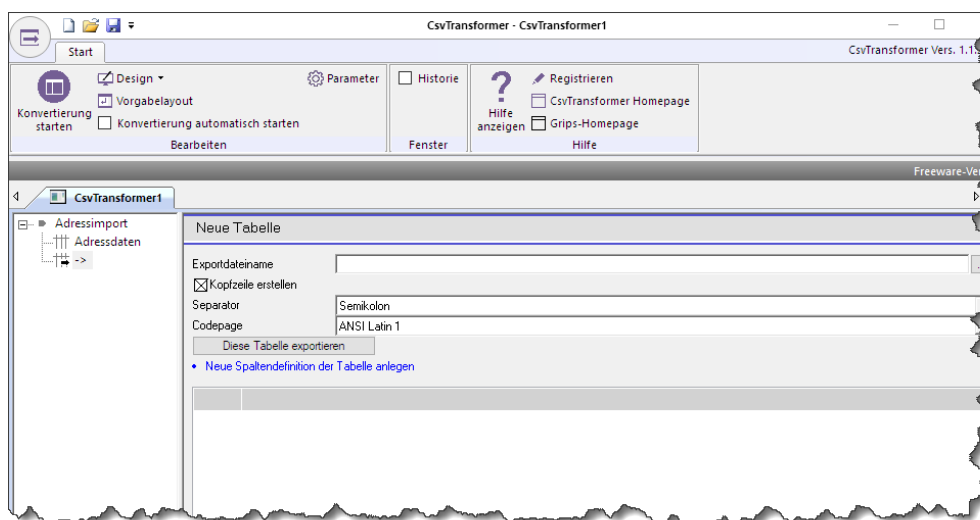 CsvTransformer - CsvTransformer1
Start
CsvTransformer Vers. 1.1
Konvertierung starten
Design
Vorgabelayout
Konvertierung automatisch starten
Parameter
Bearbeiten
Historie
Fenster
Hilfe anzeigen
Registrieren
CsvTransformer Homepage
Grips-Homepage
Hilfe
Freeware-Ver
CsvTransformer1
Adressimport
Adressdaten
->
Neue Tabelle
Exportdateiname
Kopfzeile erstellen
Separator
Semikolon
Codepage
ANSI Latin 1
Diese Tabelle exportieren
Neue Spaltendefinition der Tabelle anlegen